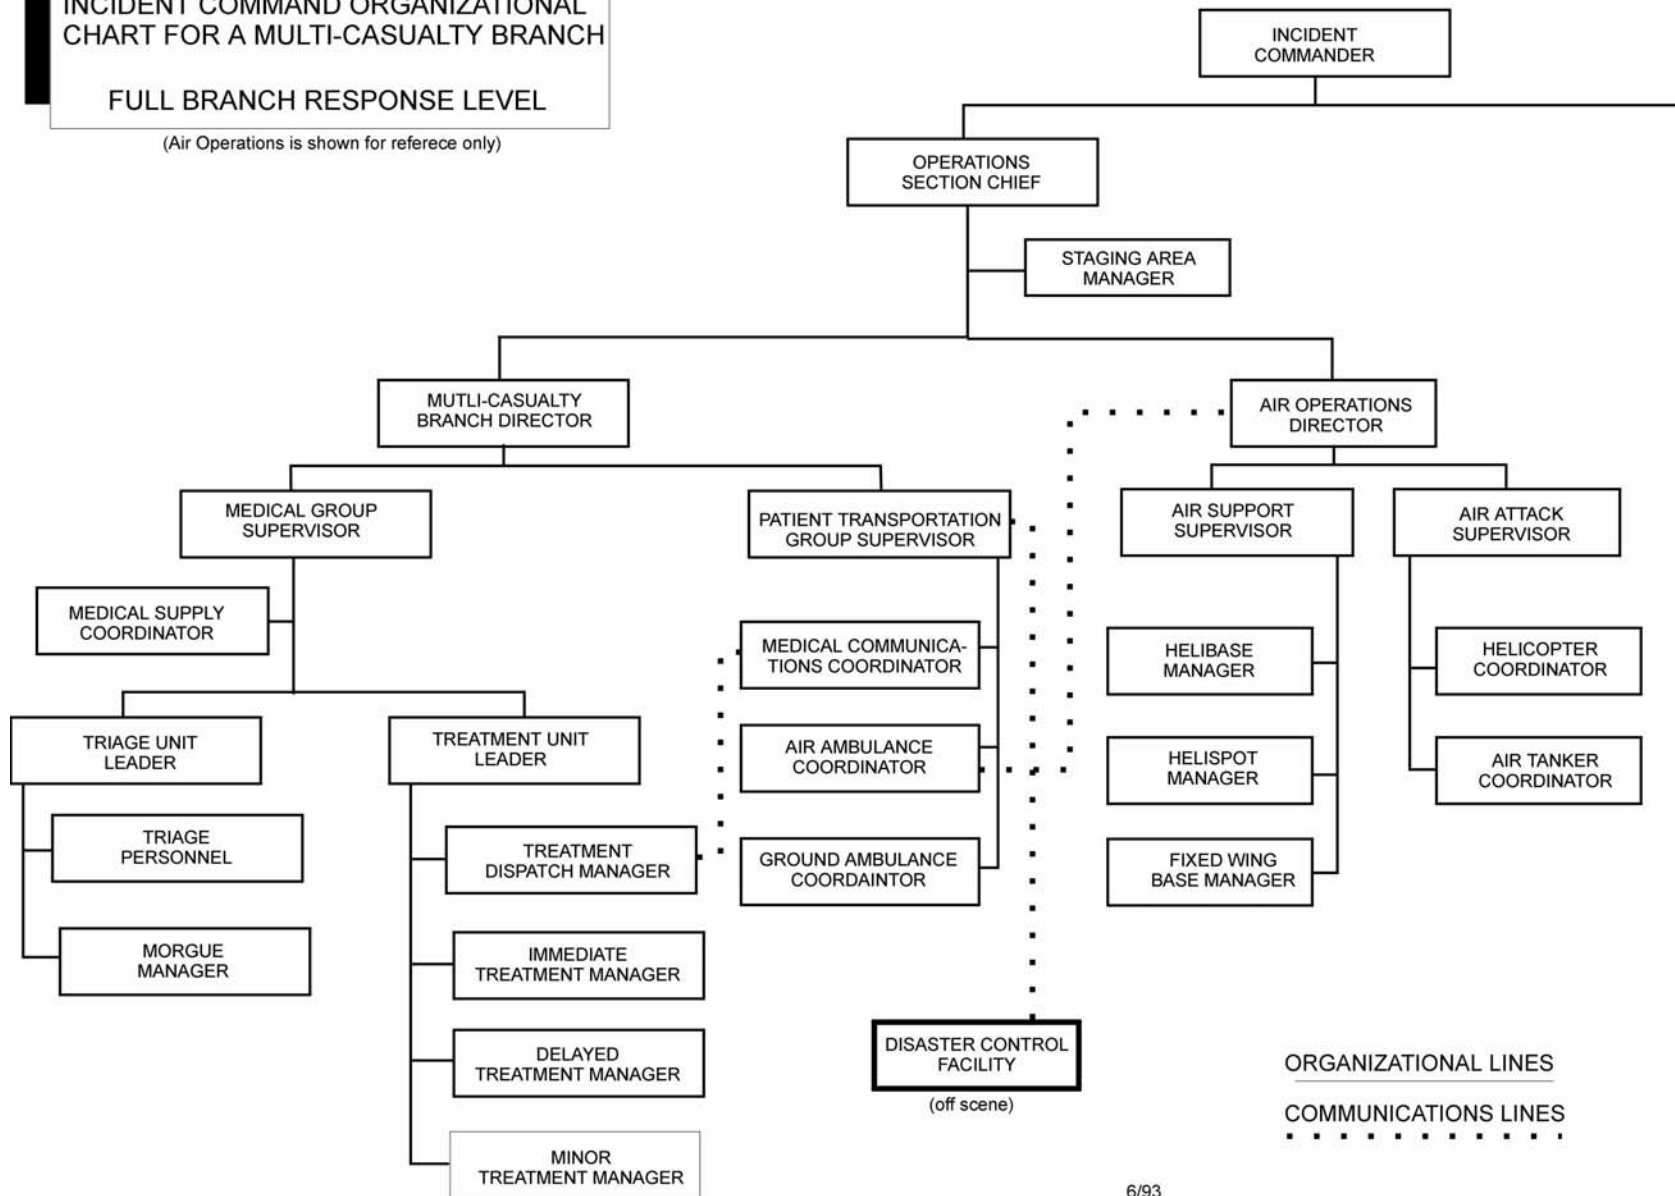 INCIDENT COMMAND ORGANIZATIONAL
CHART FOR A MULTI-CASUALTY BRANCH
FULL BRANCH RESPONSE LEVEL
(Air Operations is shown for referece only)
INCIDENT
COMMANDER
OPERATIONS
SECTION CHIEF
STAGING AREA
MANAGER
MUTLI-CASUALTY
BRANCH DIRECTOR
AIR OPERATIONS
DIRECTOR
MEDICAL GROUP
SUPERVISOR
PATIENT TRANSPORTATION
GROUP SUPERVISOR
AIR SUPPORT
SUPERVISOR
AIR ATTACK
SUPERVISOR
MEDICAL SUPPLY
COORDINATOR
MEDICAL COMMUNICA-
TIONS COORDINATOR
HELIBASE
MANAGER
HELICOPTER
COORDINATOR
TRIAGE UNIT
LEADER
TREATMENT UNIT
LEADER
AIR AMBULANCE
COORDINATOR
HELISPOT
MANAGER
AIR TANKER
COORDINATOR
TRIAGE
PERSONNEL
TREATMENT
DISPATCH MANAGER
GROUND AMBULANCE
COORDAINTOR
FIXED WING
BASE MANAGER
MORGUE
MANAGER
IMMEDIATE
TREATMENT MANAGER
DELAYED
TREATMENT MANAGER
DISASTER CONTROL
FACILITY
(off scene)
ORGANIZATIONAL LINES
COMMUNICATIONS LINES
MINOR
TREATMENT MANAGER
6/93